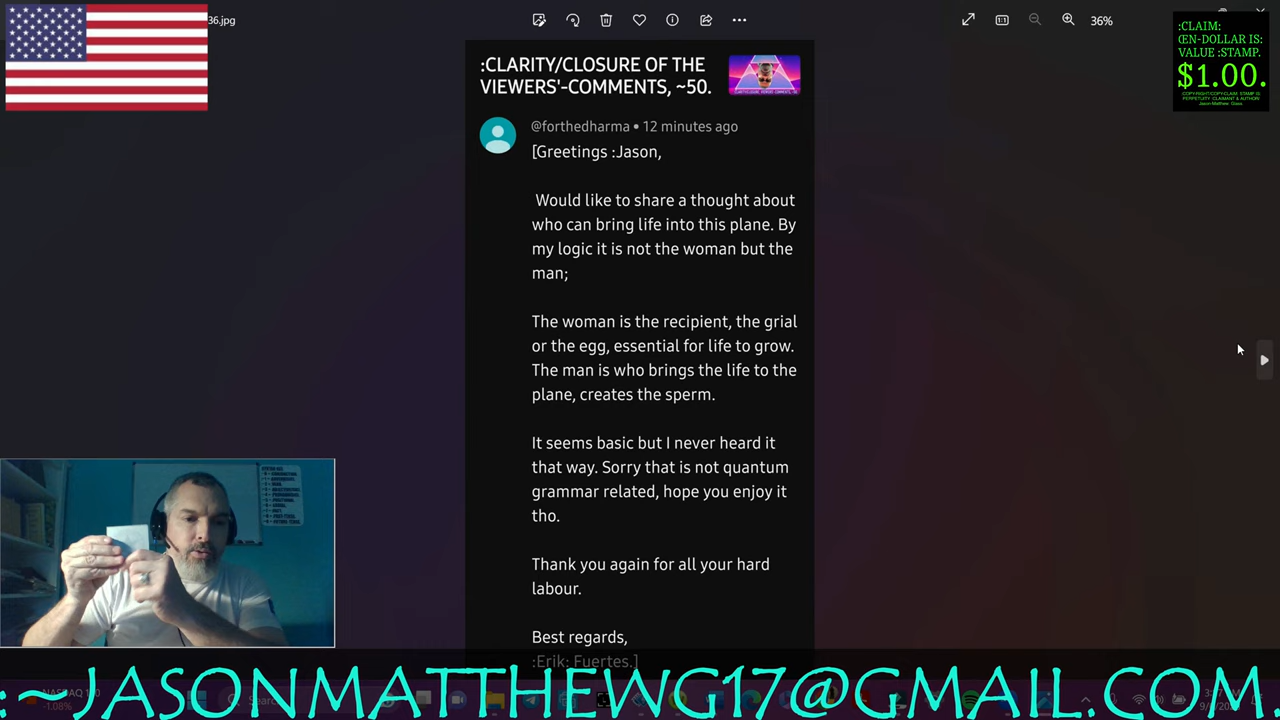 36.jpg
36%
:CLAIM:
ŒN-DOLLAR IS:
VALUE :STAMP.
$1.00.
:CLARITY/CLOSURE OF THE
VIEWERS'-COMMENTS, ~50.
@forthedharma • 12 minutes ago
[Greetings :Jason,
Would like to share a thought about
who can bring life into this plane. By
my logic it is not the woman but the
man;
The woman is the recipient, the grial
or the egg, essential for life to grow.
The man is who brings the life to the
plane, creates the sperm.
It seems basic but I never heard it
that way. Sorry that is not quantum
grammar related, hope you enjoy it
tho.
Thank you again for all your hard
labour.
Best regards,
:Erik: Fuertes.]
:~JASONMATTHEWG17@GMAIL.COM.
-1.08%
Search